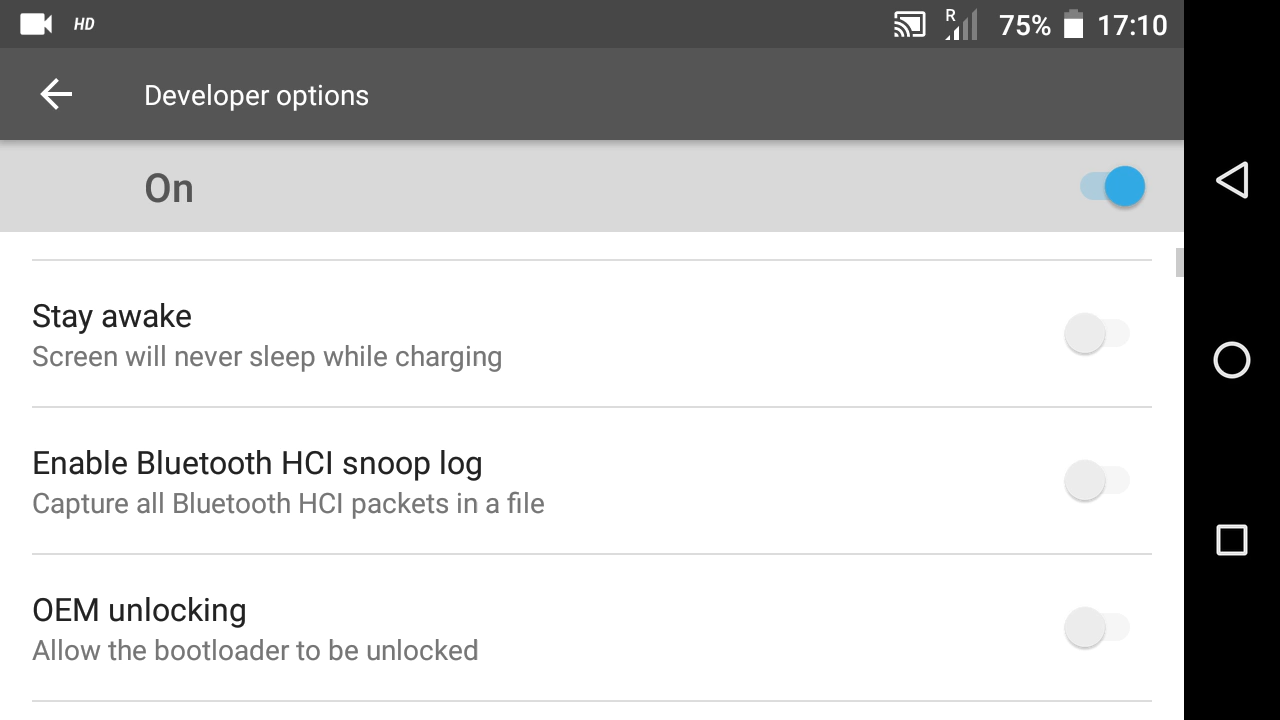 HD R 75% 17:10
Developer options
On
Stay awake
Screen will never sleep while charging
Enable Bluetooth HCI snoop log
Capture all Bluetooth HCI packets in a file
OEM unlocking
Allow the bootloader to be unlocked